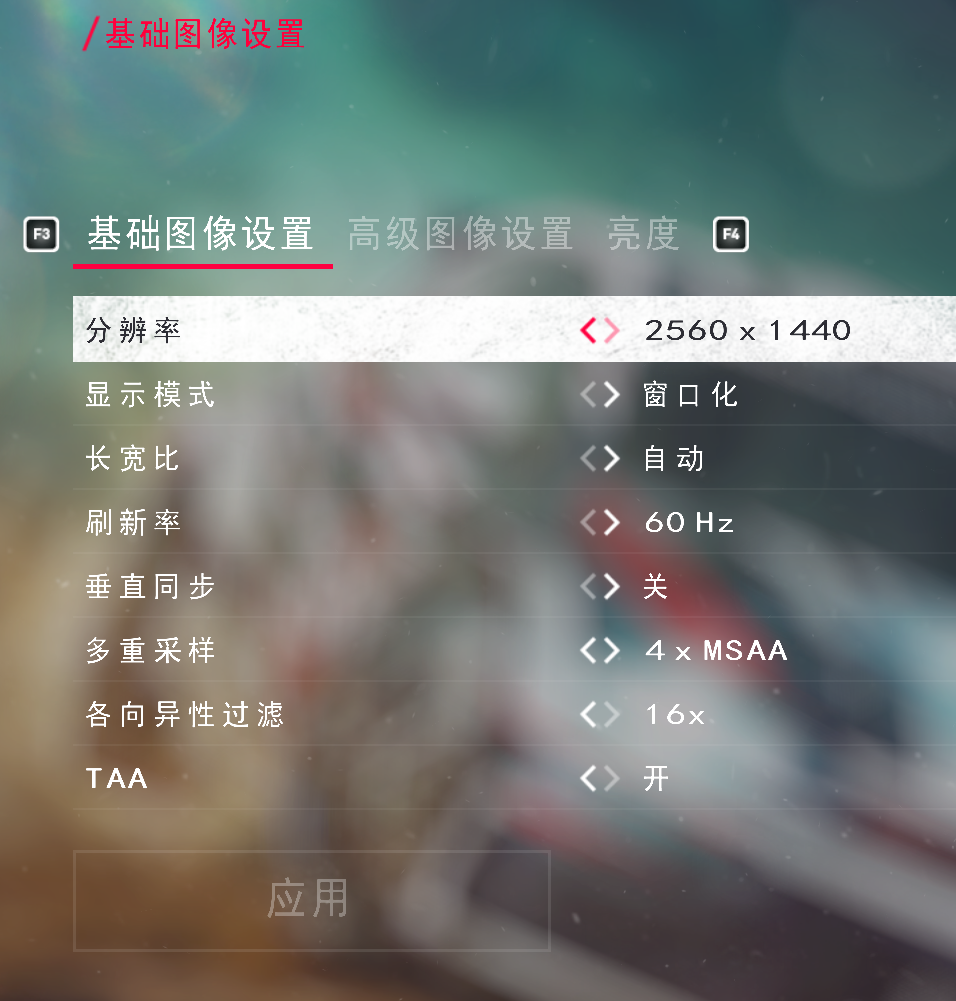 /基础图像设置
F3 基础图像设置 高级图像设置 亮度 F4
分辨率 2560 x 1440
显示模式 窗口化
长宽比 自动
刷新率 60 Hz
垂直同步 关
多重采样 4 x MSAA
各向异性过滤 16x
TAA 开
应用